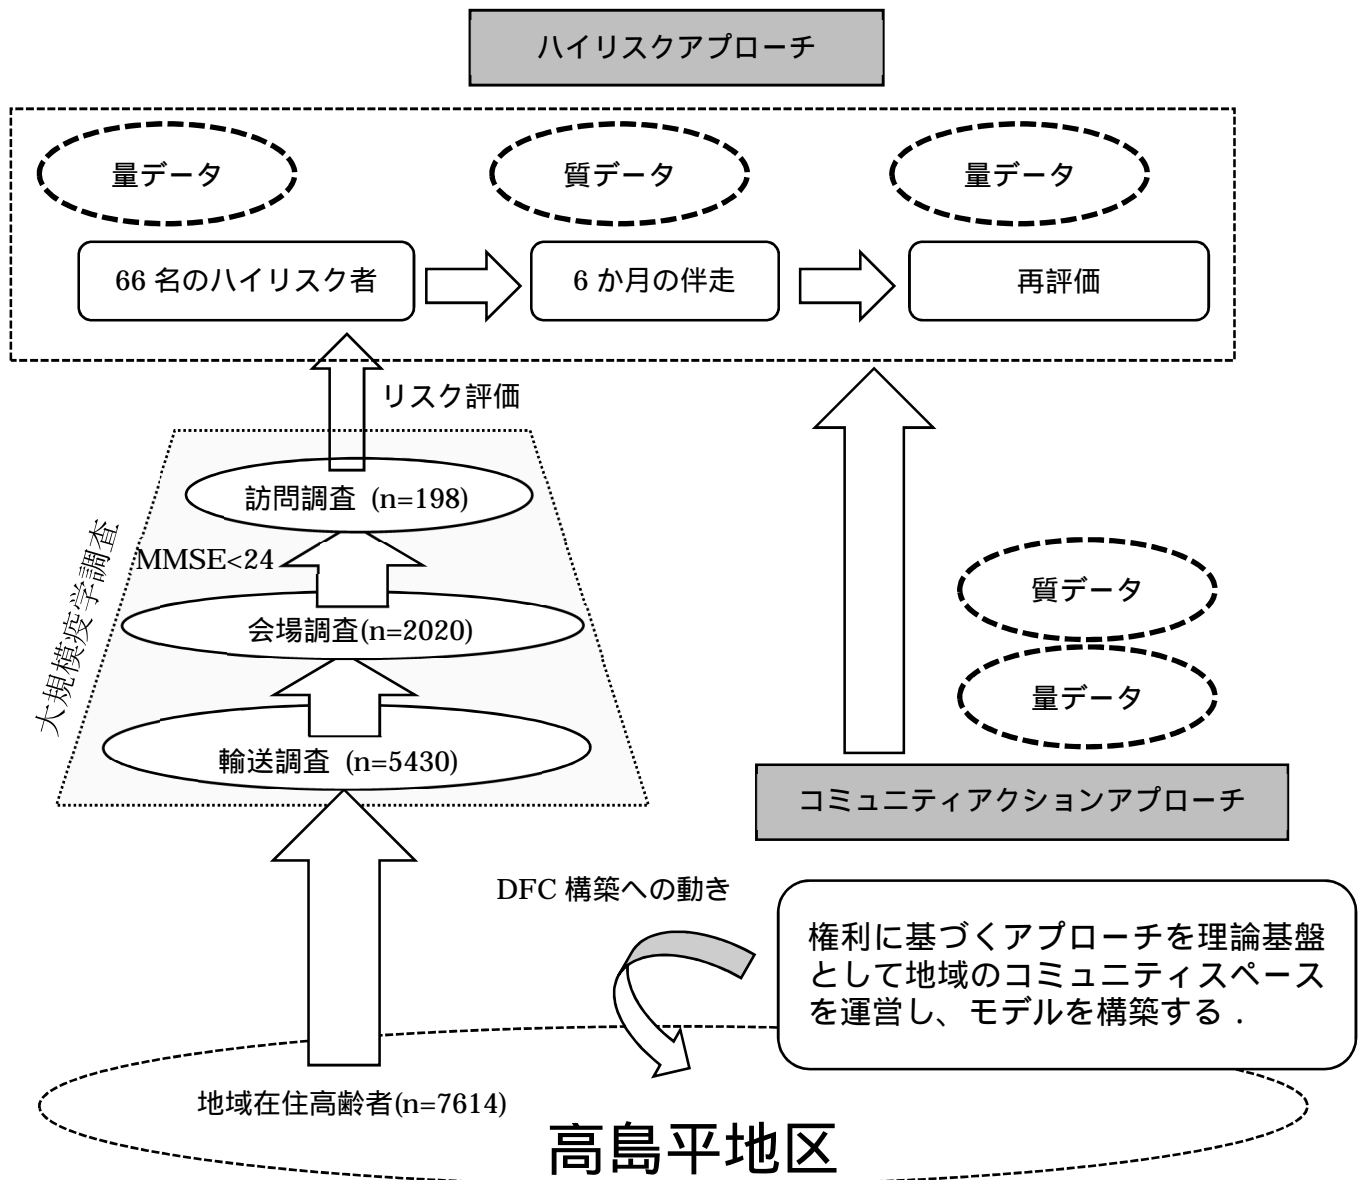 ハイリスクアプローチ
量データ
質データ
量データ
66 名のハイリスク者
6 か月の伴走
再評価
リスク評価
大規模疫学調査
訪問調査 (n=198)
MMSE<24
会場調査(n=2020)
輸送調査 (n=5430)
質データ
量データ
コミュニティアクションアプローチ
DFC 構築への動き
権利に基づくアプローチを理論基盤
として地域のコミュニティスペース
を運営し、モデルを構築する．
地域在住高齢者(n=7614)
高島平地区